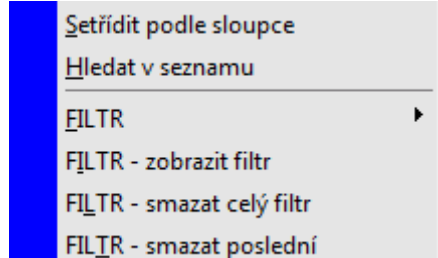 Setřídit podle sloupce
Hledat v seznamu
FILTR
FILTR - zobrazit filtr
FILTR - smazat celý filtr
FILTR - smazat poslední